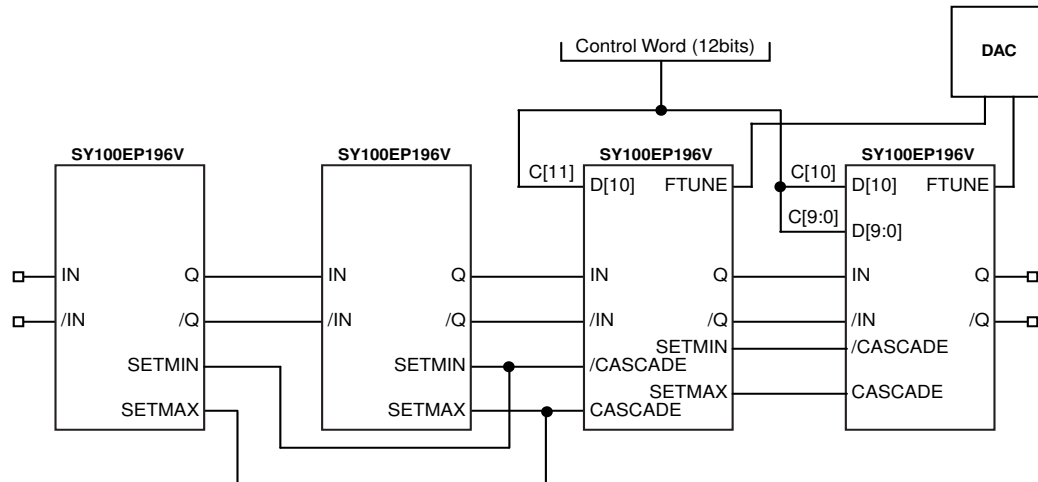 Control Word (12bits)
DAC
SY100EP196V
SY100EP196V
SY100EP196V
SY100EP196V
C[11]
D[10]
FTUNE
C[10]
D[10]
FTUNE
C[9:0]
D[9:0]
IN
Q
IN
Q
IN
Q
IN
Q
/IN
/Q
/IN
/Q
/IN
/Q
/IN
/Q
SETMIN
/CASCADE
SETMIN
SETMIN
/CASCADE
SETMAX
CASCADE
SETMAX
SETMAX
CASCADE